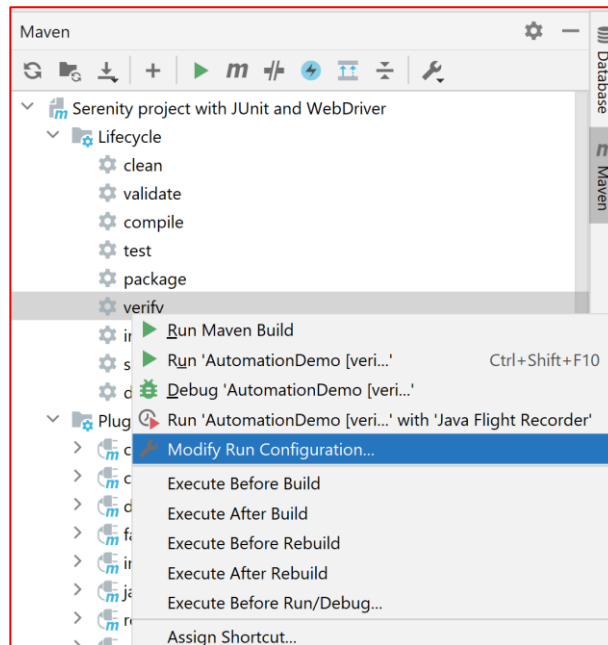 Maven
Database
Maven
Serenity project with JUnit and WebDriver
Lifecycle
clean
validate
compile
test
package
verify
Run Maven Build
Run 'AutomationDemo [veri...' Ctrl+Shift+F10
Debug 'AutomationDemo [veri...'
Run 'AutomationDemo [veri...' with 'Java Flight Recorder'
Plug
Modify Run Configuration...
Execute Before Build
Execute After Build
Execute Before Rebuild
Execute After Rebuild
Execute Before Run/Debug...
Assign Shortcut...